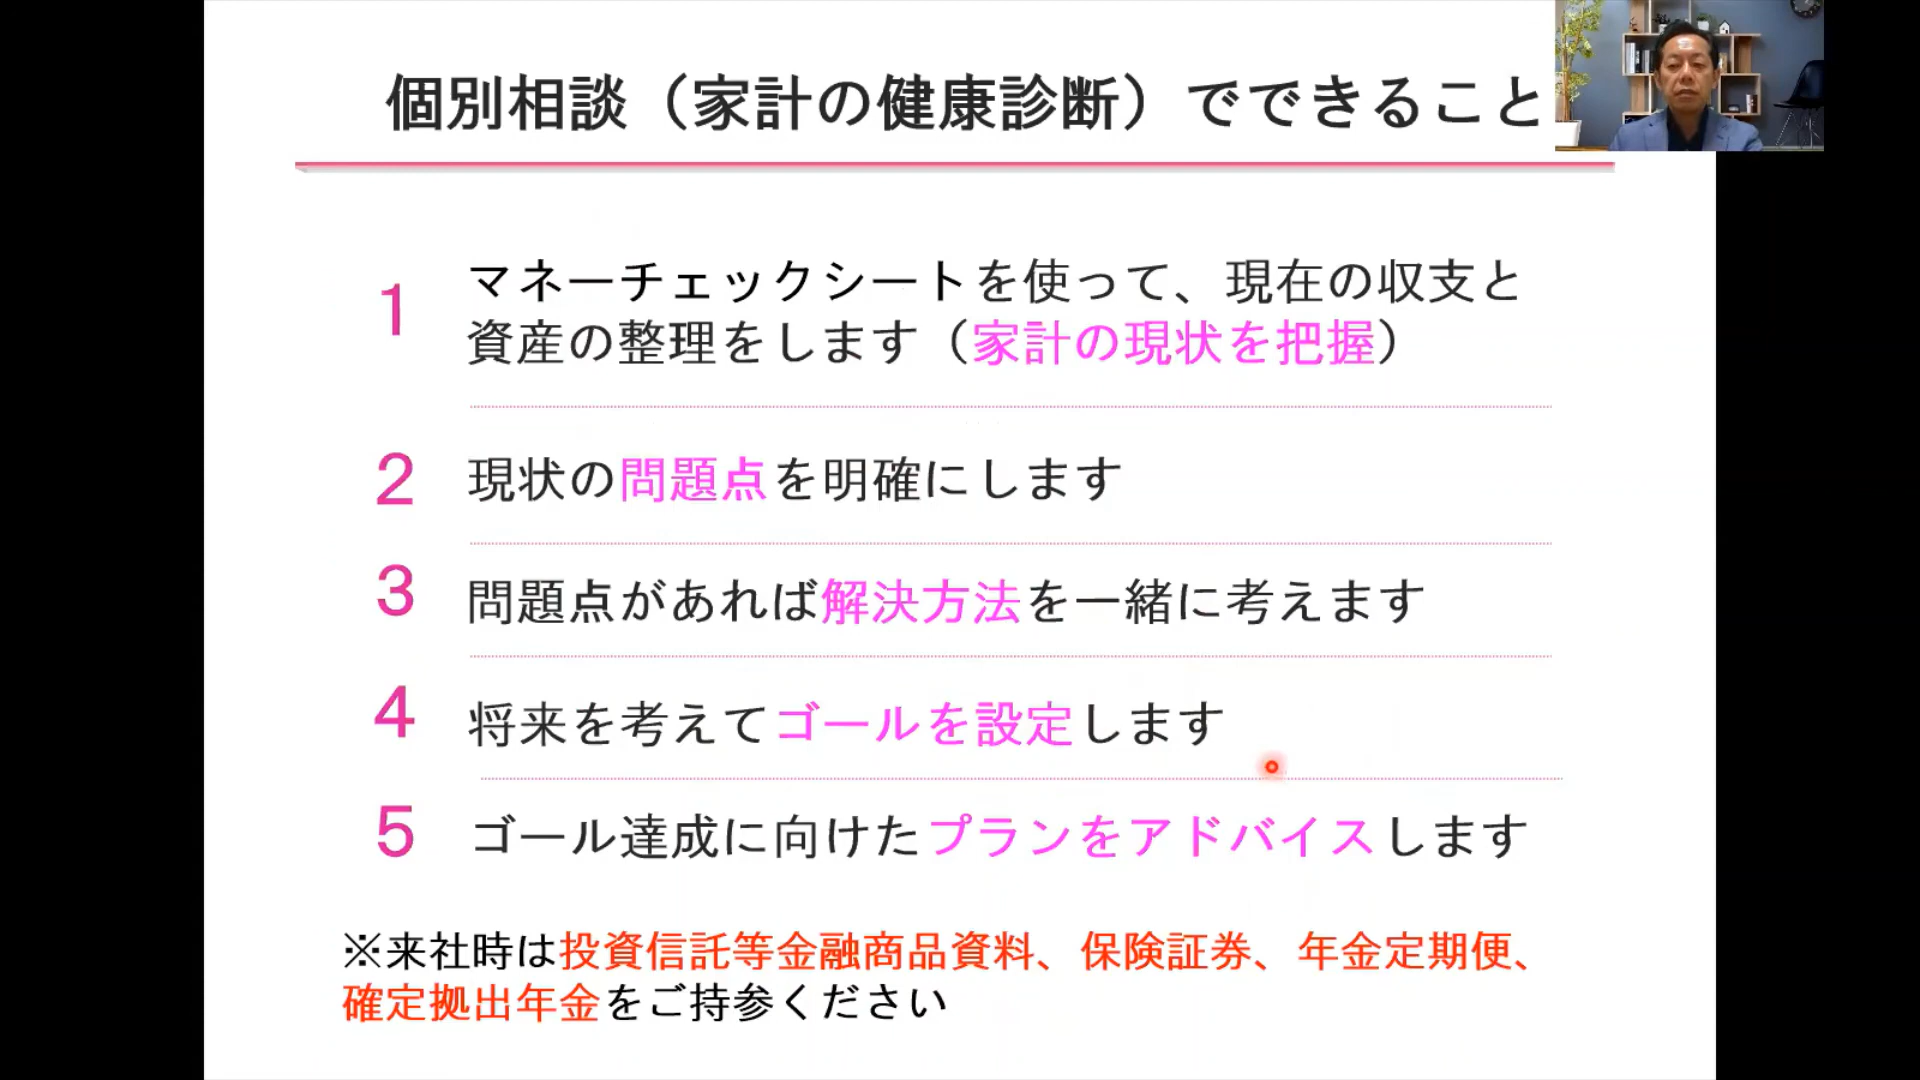 個別相談（家計の健康診断）でできること
1
マネーチェックシートを使って、現在の収支と
資産の整理をします（家計の現状を把握）
2
現状の問題点を明確にします
3
問題点があれば解決方法を一緒に考えます
4
将来を考えてゴールを設定します
5
ゴール達成に向けたプランをアドバイスします
※来社時は投資信託等金融商品資料、保険証券、年金定期便、
確定拠出年金をご持参ください